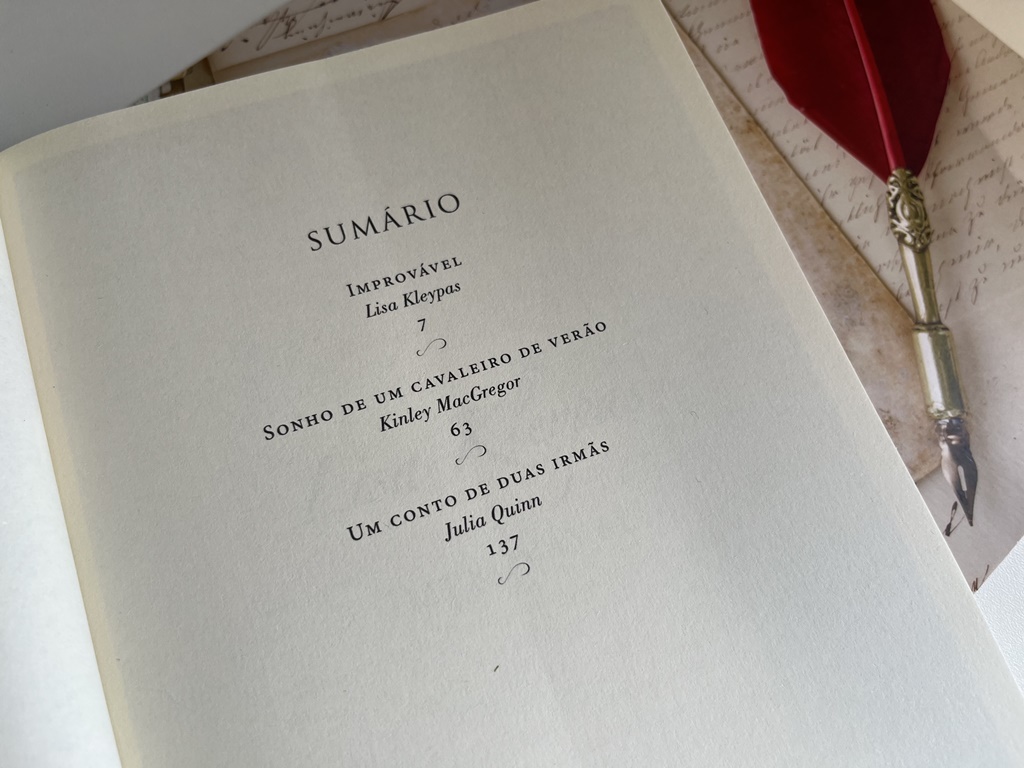 SUMÁRIO
IMPROVÁVEL
Lisa Kleypas
7
SONHO DE UM CAVALEIRO DE VERÃO
Kinley MacGregor
63
UM CONTO DE DUAS IRMÃS
Julia Quinn
137